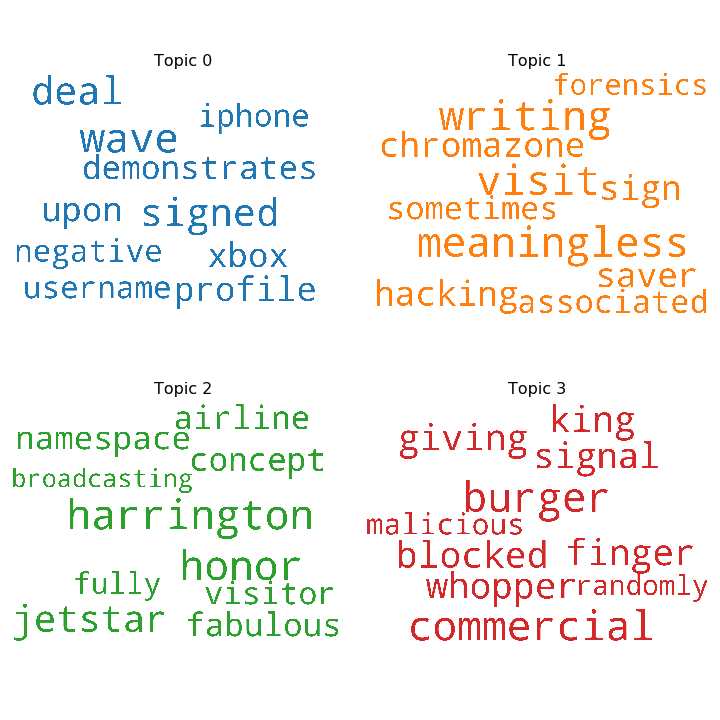 Topic 0
deal
iphone
wave
demonstrates
upon signed
negative xbox
username profile
Topic 1
forensics
writing
chromazone
visit sign
sometimes
meaningless
saver
hacking associated
Topic 2
airline
namespace
concept
broadcasting
harrington
honor
fully visitor
jetstar fabulous
Topic 3
king
giving
signal
burger
malicious
blocked finger
whopper randomly
commercial